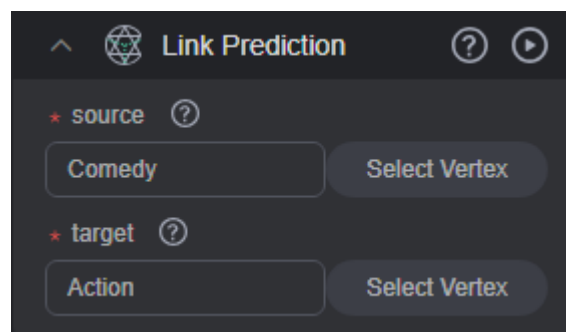 Link Prediction
* source
Comedy Select Vertex
* target
Action Select Vertex